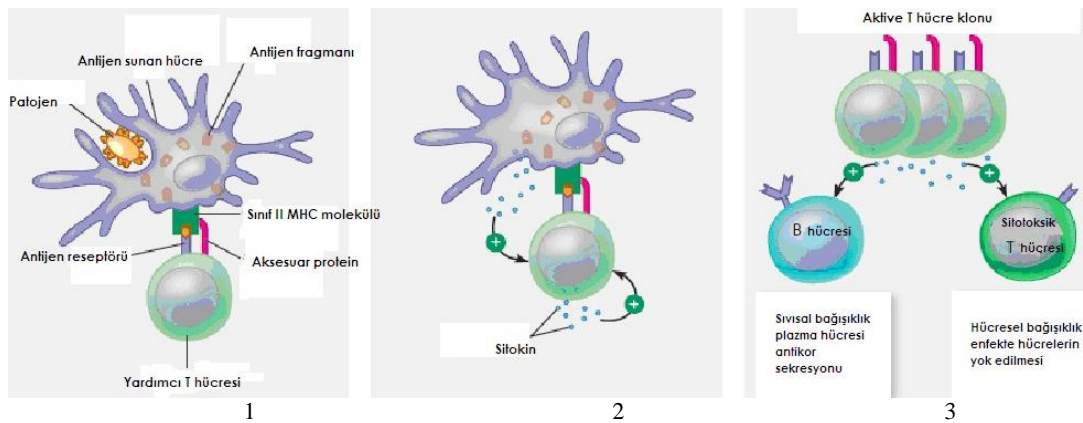 Antijen sunan hücre
Antijen fragmanı
Patojen
Sınıf II MHC molekülü
Antijen reseptörü
Aksesuar protein
Yardımcı T hücresi
1
+
+
Sitokin
2
Aktive T hücre klonu
+
+
B hücresi
Sitotoksik
T hücresi
Sıvısal bağışıklık
plazma hücresi
antikor
sekresyonu
Hücresel bağışıklık
enfekte hücrelerin
yok edilmesi
3